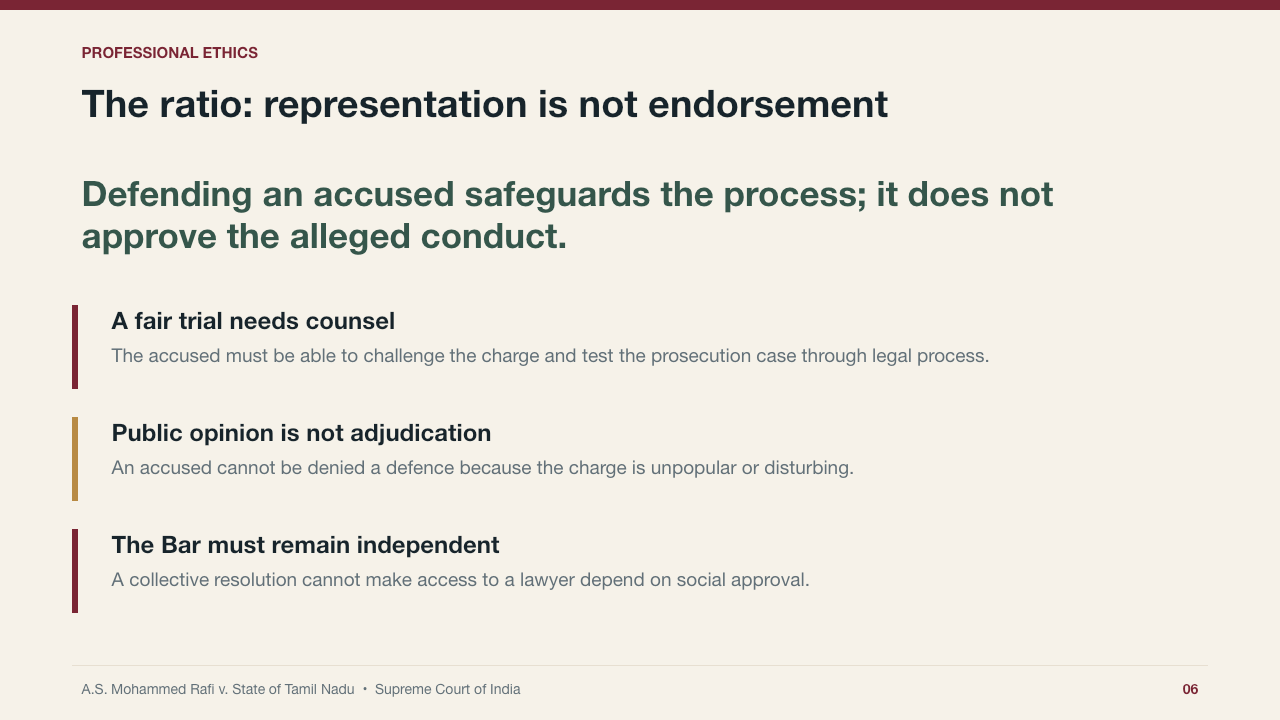 PROFESSIONAL ETHICS
The ratio: representation is not endorsement
Defending an accused safeguards the process; it does not
approve the alleged conduct.
A fair trial needs counsel
The accused must be able to challenge the charge and test the prosecution case through legal process.
Public opinion is not adjudication
An accused cannot be denied a defence because the charge is unpopular or disturbing.
The Bar must remain independent
A collective resolution cannot make access to a lawyer depend on social approval.
A.S. Mohammed Rafi v. State of Tamil Nadu • Supreme Court of India
06